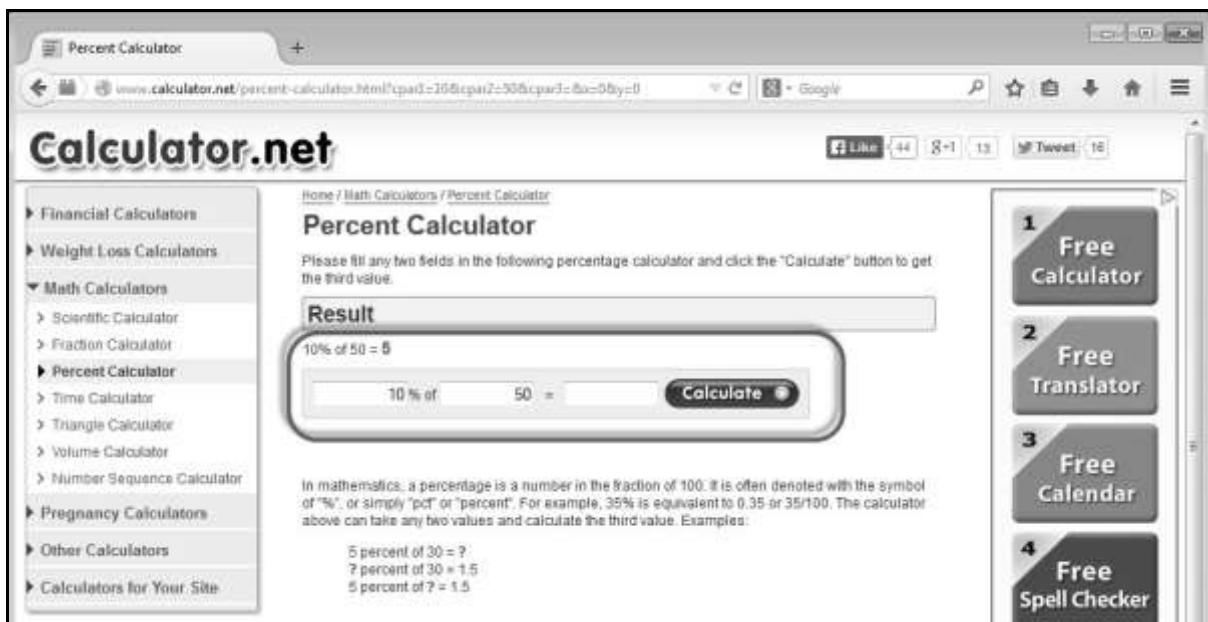 Percent Calculator
+
www.calculator.net/percent-calculator.html?cpar1=10&cpar2=50&cpar3=&x=0&y=0
Google
Calculator.net
Like 44
g+1 13
Tweet 16
Financial Calculators
Weight Loss Calculators
Math Calculators
Scientific Calculator
Fraction Calculator
Percent Calculator
Time Calculator
Triangle Calculator
Volume Calculator
Number Sequence Calculator
Pregnancy Calculators
Other Calculators
Calculators for Your Site
Home / Math Calculators / Percent Calculator
Percent Calculator
Please fill any two fields in the following percentage calculator and click the "Calculate" button to get
the third value.
Result
10% of 50 = 5
10 % of 50 = Calculate
In mathematics, a percentage is a number in the fraction of 100. It is often denoted with the symbol
of "%", or simply "pct" or "percent". For example, 35% is equivalent to 0.35 or 35/100. The calculator
above can take any two values and calculate the third value. Examples:
5 percent of 30 = ?
? percent of 30 = 1.5
5 percent of ? = 1.5
1
Free
Calculator
2
Free
Translator
3
Free
Calendar
4
Free
Spell Checker